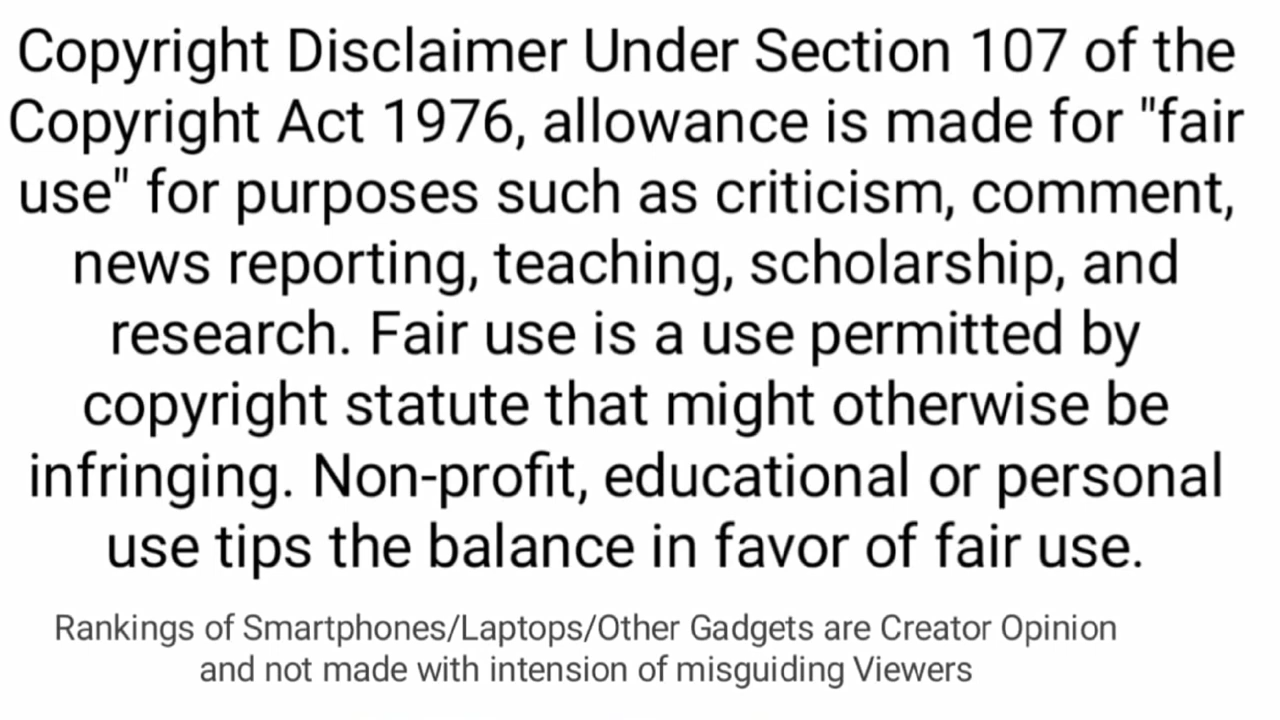 Copyright Disclaimer Under Section 107 of the
Copyright Act 1976, allowance is made for "fair
use" for purposes such as criticism, comment,
news reporting, teaching, scholarship, and
research. Fair use is a use permitted by
copyright statute that might otherwise be
infringing. Non-profit, educational or personal
use tips the balance in favor of fair use.
Rankings of Smartphones/Laptops/Other Gadgets are Creator Opinion
and not made with intension of misguiding Viewers